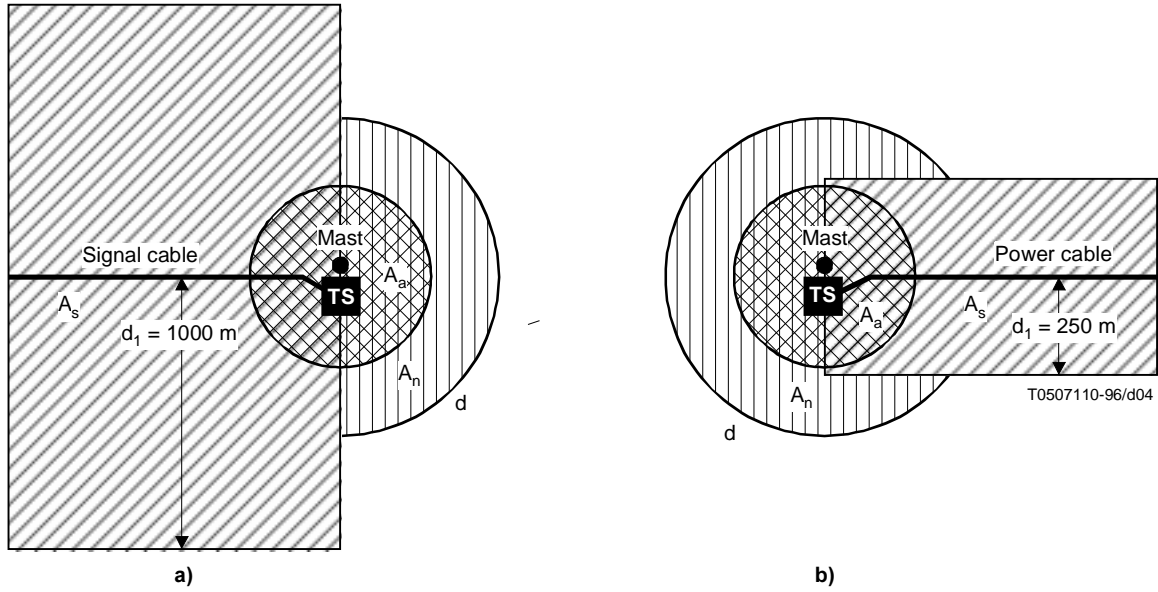 Signal cable
A_s
d_1 = 1000 m
Mast
TS
A_a
A_n
d
a)
Mast
TS
A_a
A_n
d
Power cable
A_s
d_1 = 250 m
T0507110-96/d04
b)